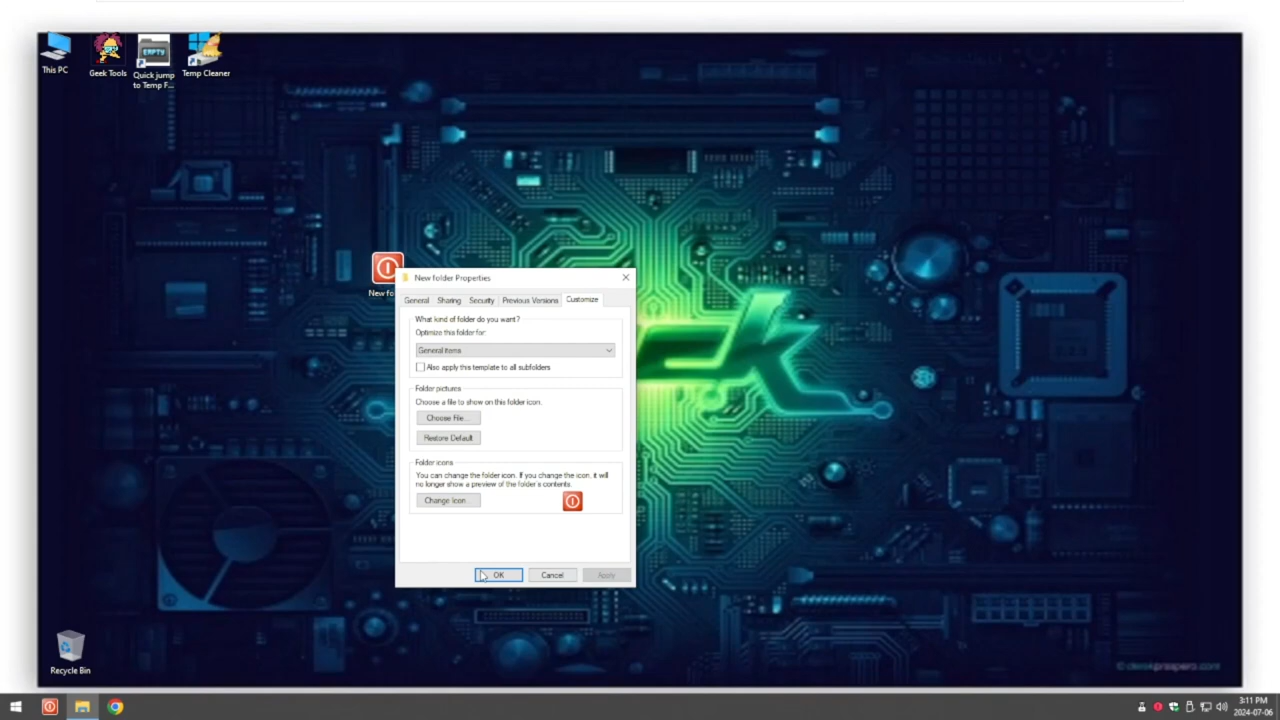 This PC
Geek Tools
Quick jump
to Temp F...
Temp Cleaner
EMPTY
New fo
New folder Properties
General
Sharing
Security
Previous Versions
Customize
What kind of folder do you want?
Optimize this folder for:
General items
Also apply this template to all subfolders
Folder pictures
Choose a file to show on this folder icon.
Choose File...
Restore Default
Folder icons
You can change the folder icon. If you change the icon, it will
no longer show a preview of the folder's contents.
Change Icon...
OK
Cancel
Apply
Recycle Bin
3:11 PM
2024-07-06